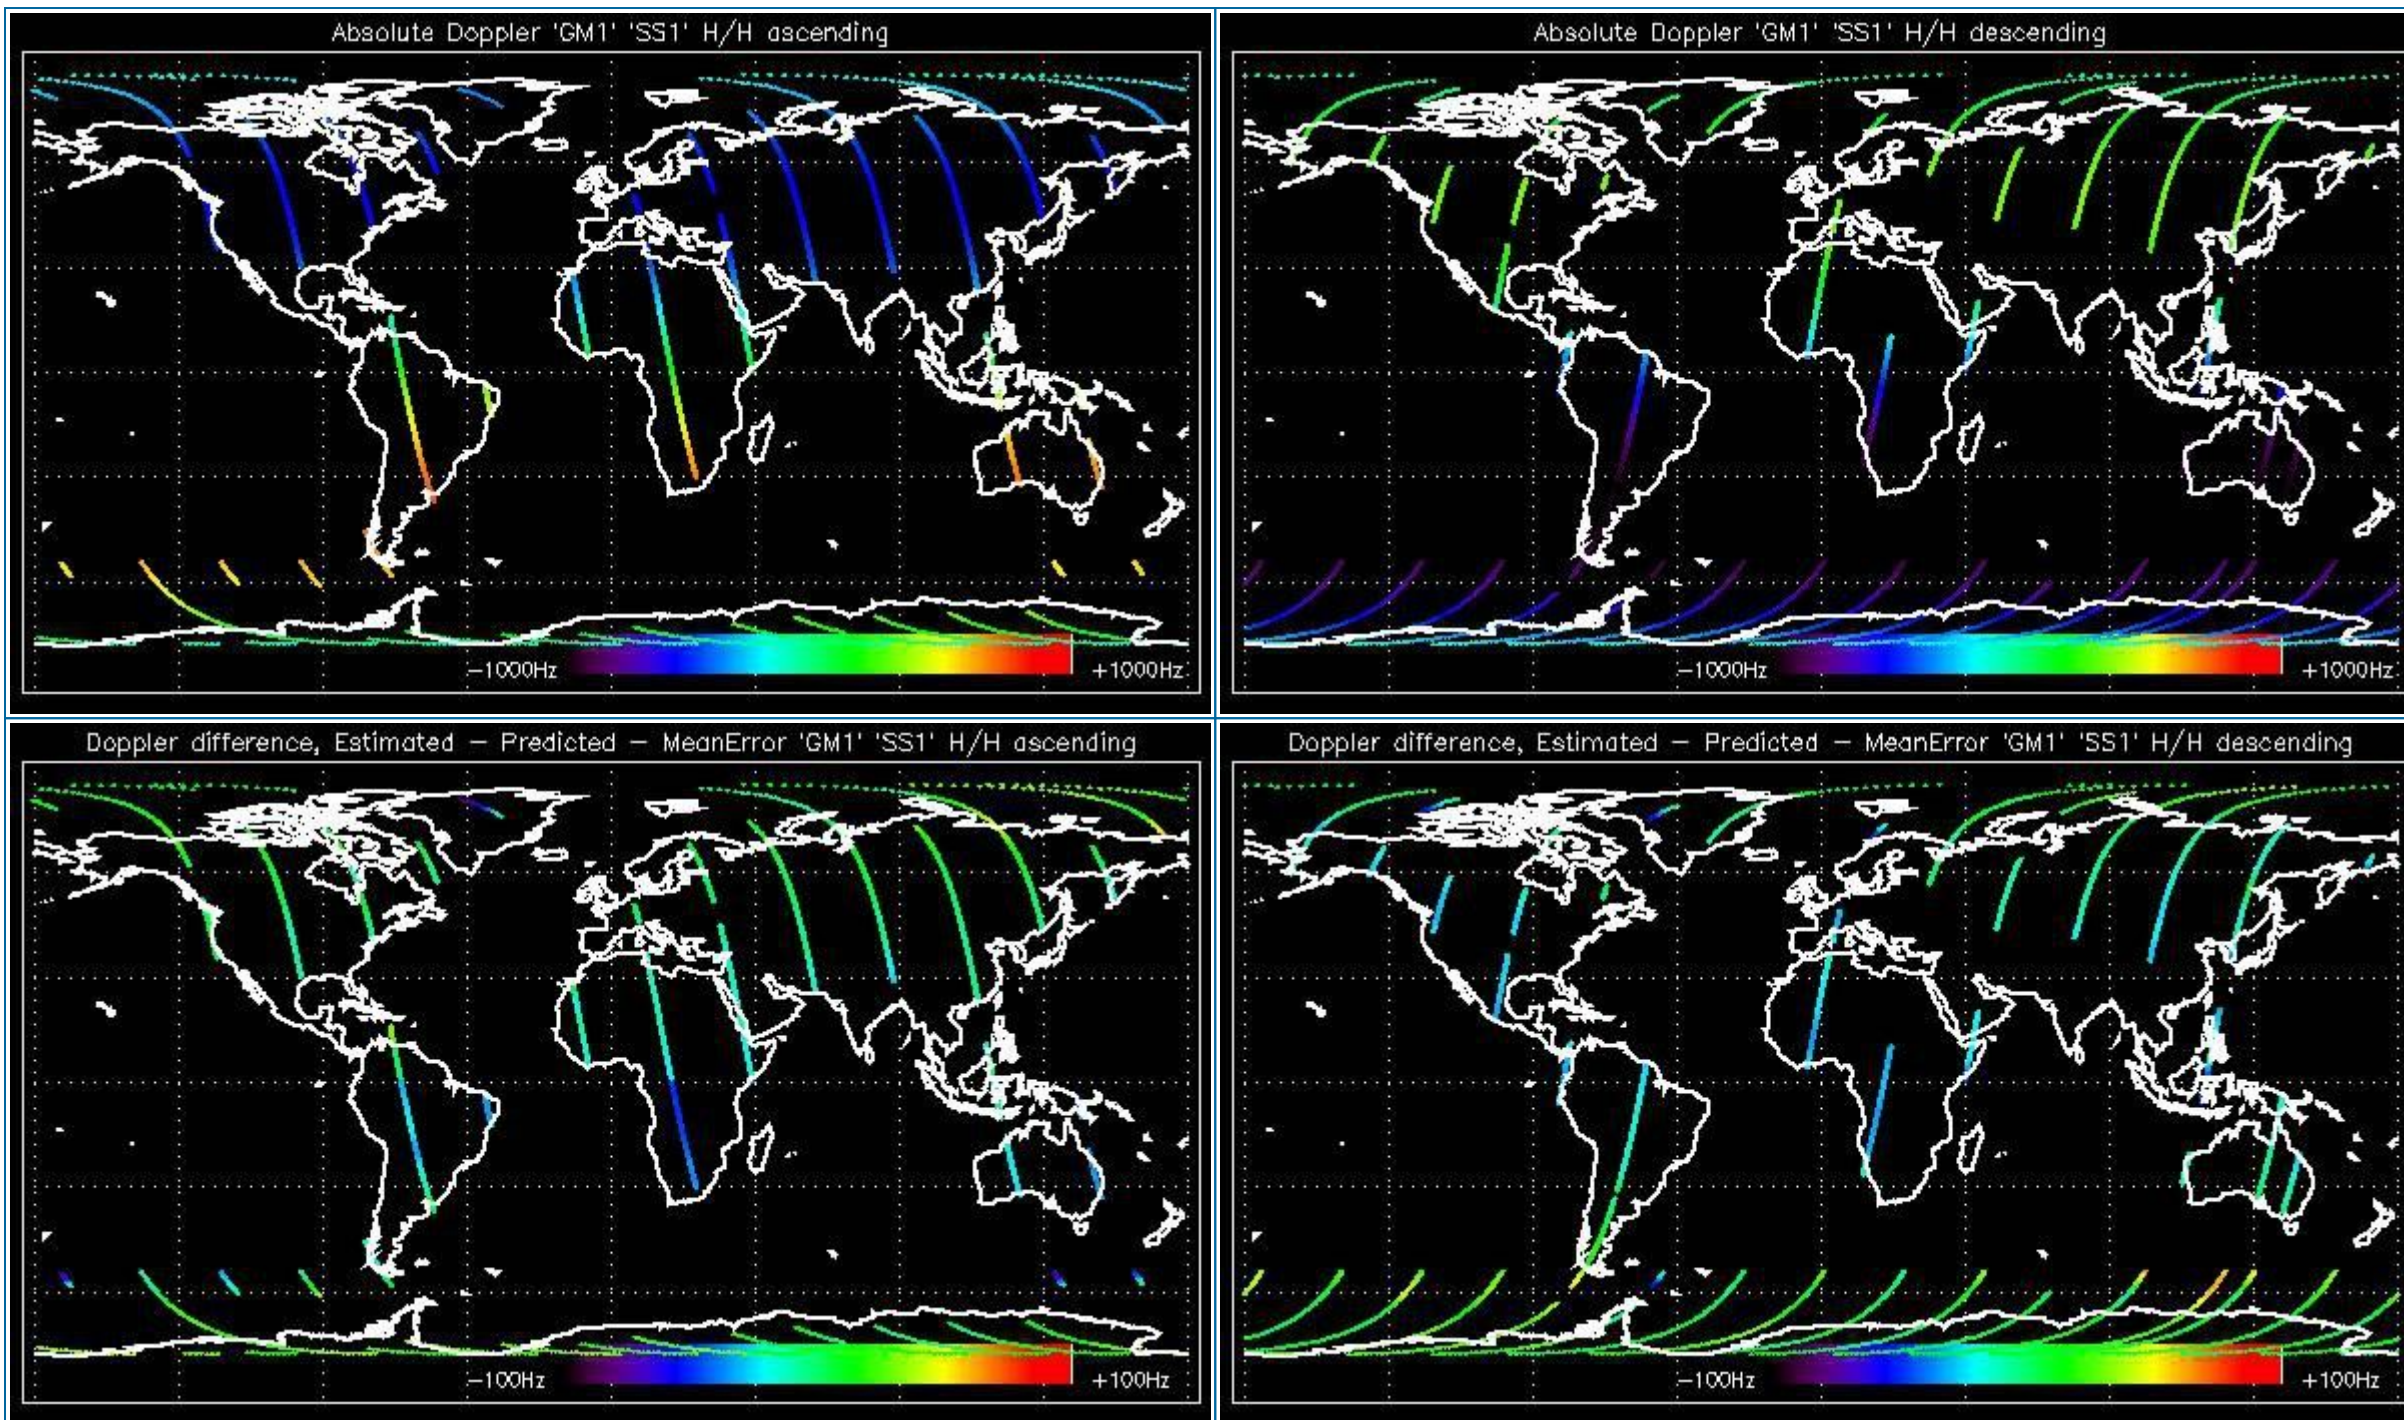 Absolute Doppler 'GM1' 'SS1' H/H ascending
-1000Hz +1000Hz
Absolute Doppler 'GM1' 'SS1' H/H descending
-1000Hz +1000Hz
Doppler difference, Estimated - Predicted - MeanError 'GM1' 'SS1' H/H ascending
-100Hz +100Hz
Doppler difference, Estimated - Predicted - MeanError 'GM1' 'SS1' H/H descending
-100Hz +100Hz